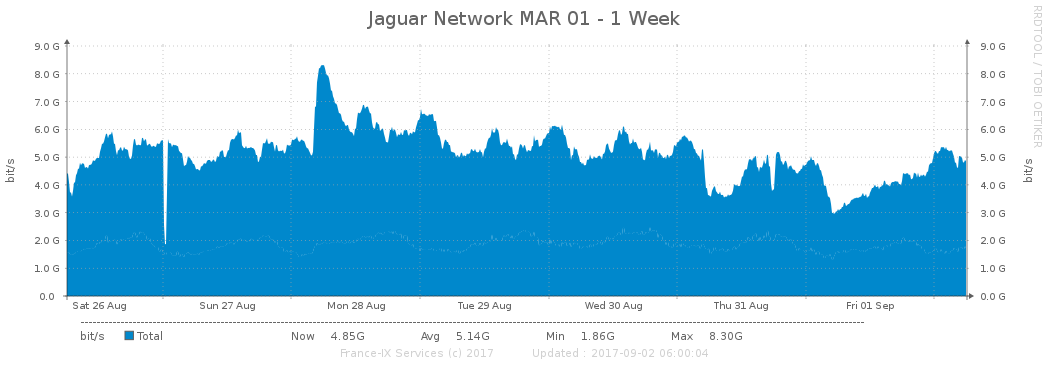 Jaguar Network MAR 01 - 1 Week
RRDTOOL / TOBI OETIKER
bit/s
9.0 G 9.0 G
8.0 G 8.0 G
7.0 G 7.0 G
6.0 G 6.0 G
5.0 G 5.0 G
4.0 G 4.0 G
3.0 G 3.0 G
2.0 G 2.0 G
1.0 G 1.0 G
0.0 0.0 G
bit/s
Sat 26 Aug Sun 27 Aug Mon 28 Aug Tue 29 Aug Wed 30 Aug Thu 31 Aug Fri 01 Sep
bit/s Total Now 4.85G Avg 5.14G Min 1.86G Max 8.30G
France-IX Services (c) 2017 Updated : 2017-09-02 06:00:04